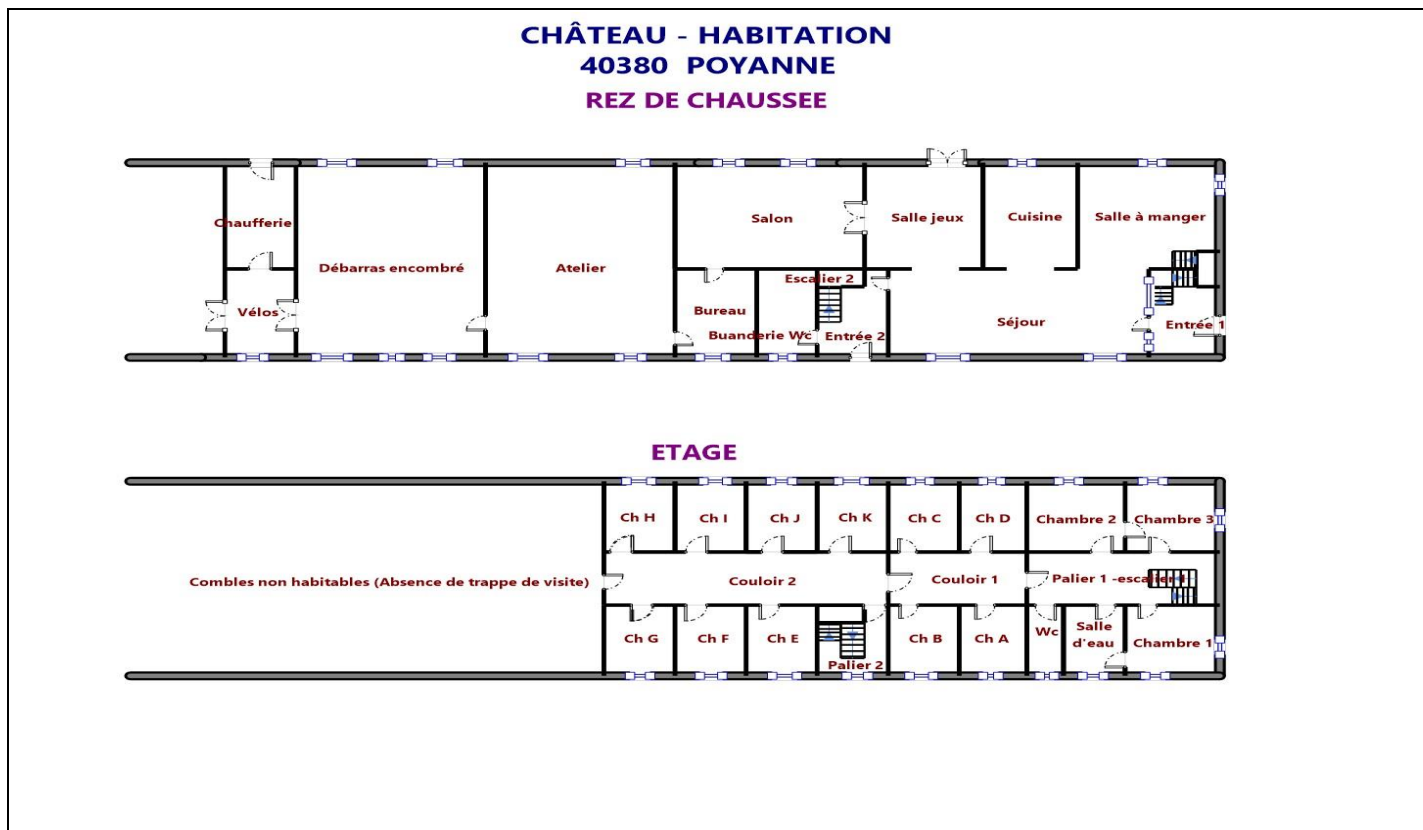 CHÂTEAU - HABITATION
40380 POYANNE
REZ DE CHAUSSEE
Chaufferie
Vélos
Débarras encombré
Atelier
Salon
Salle jeux
Cuisine
Salle à manger
Bureau
Buanderie Wc
Escalier 2
Entrée 2
Séjour
Entrée 1
ETAGE
Ch H
Ch I
Ch J
Ch K
Ch C
Ch D
Chambre 2
Chambre 3
Combles non habitables (Absence de trappe de visite)
Couloir 2
Couloir 1
Palier 1 -escalier 1
Ch G
Ch F
Ch E
Palier 2
Ch B
Ch A
Wc
Salle
d'eau
Chambre 1